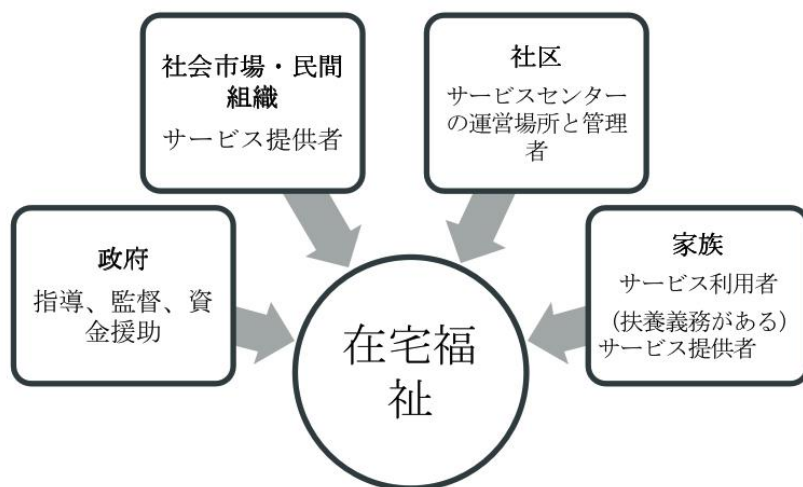 社会市場・民間
組織
サービス提供者
社区
サービスセンター
の運営場所と管理
者
政府
指導、監督、資
金援助
家族
サービス利用者
（扶養義務がある）
サービス提供者
在宅福
祉